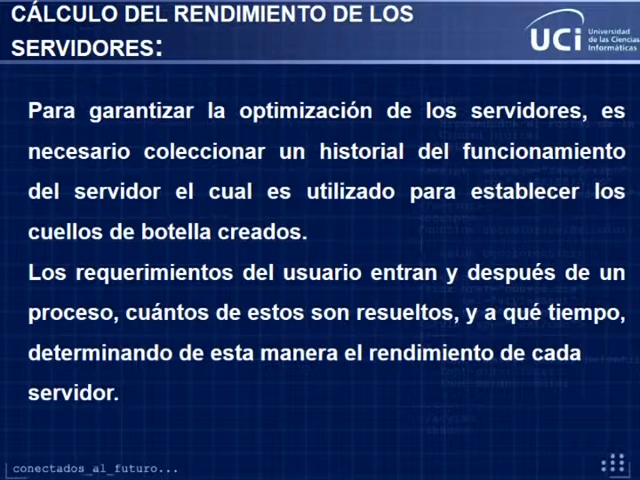 CÁLCULO DEL RENDIMIENTO DE LOS
SERVIDORES:
UCi
Universidad
de las Ciencias
Informáticas
Para garantizar la optimización de los servidores, es
necesario coleccionar un historial del funcionamiento
del servidor el cual es utilizado para establecer los
cuellos de botella creados.
Los requerimientos del usuario entran y después de un
proceso, cuántos de estos son resueltos, y a qué tiempo,
determinando de esta manera el rendimiento de cada
servidor.
conectados_al_futuro...